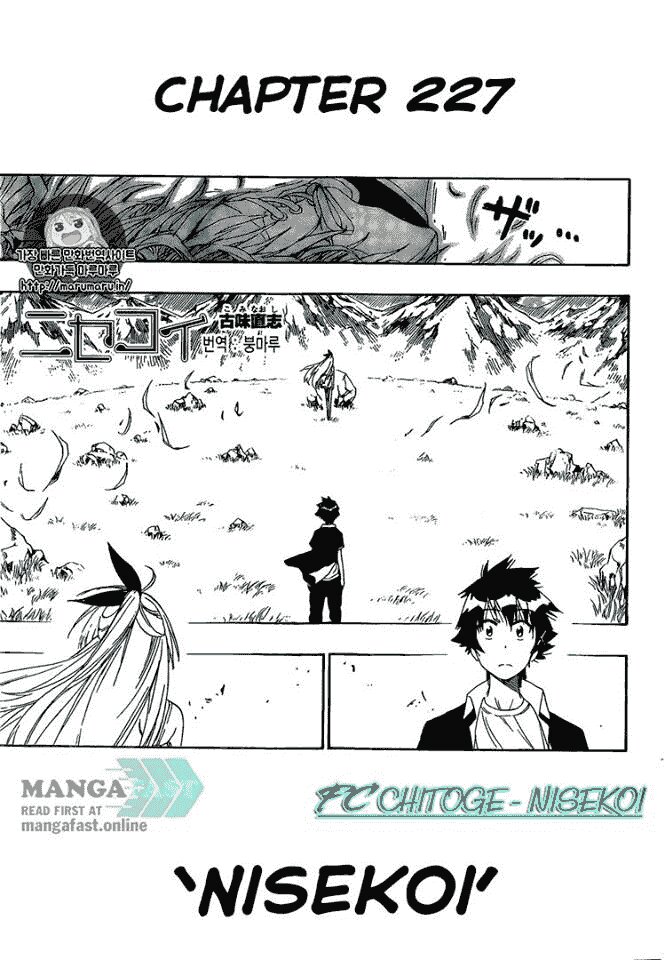 CHAPTER 227
ザッ…
가장 빠른 만화번역사이트
만화가득 마루마루
http://marumaru.in/
ニセコイ
古味直志
번역 : 붕마루
MANGAFAST
READ FIRST AT
mangafast.online
FC CHITOGE - NISEKOI
'NISEKOI'